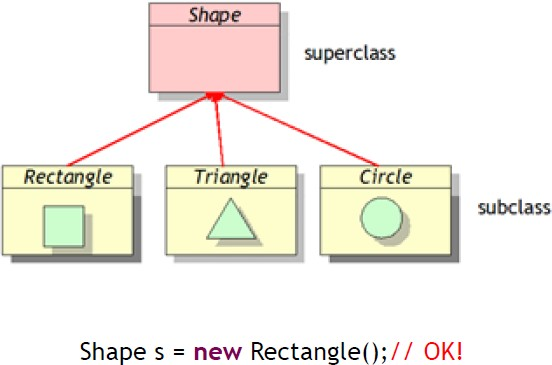 Shape
superclass
Rectangle Triangle Circle
subclass
Shape s = new Rectangle();// OK!